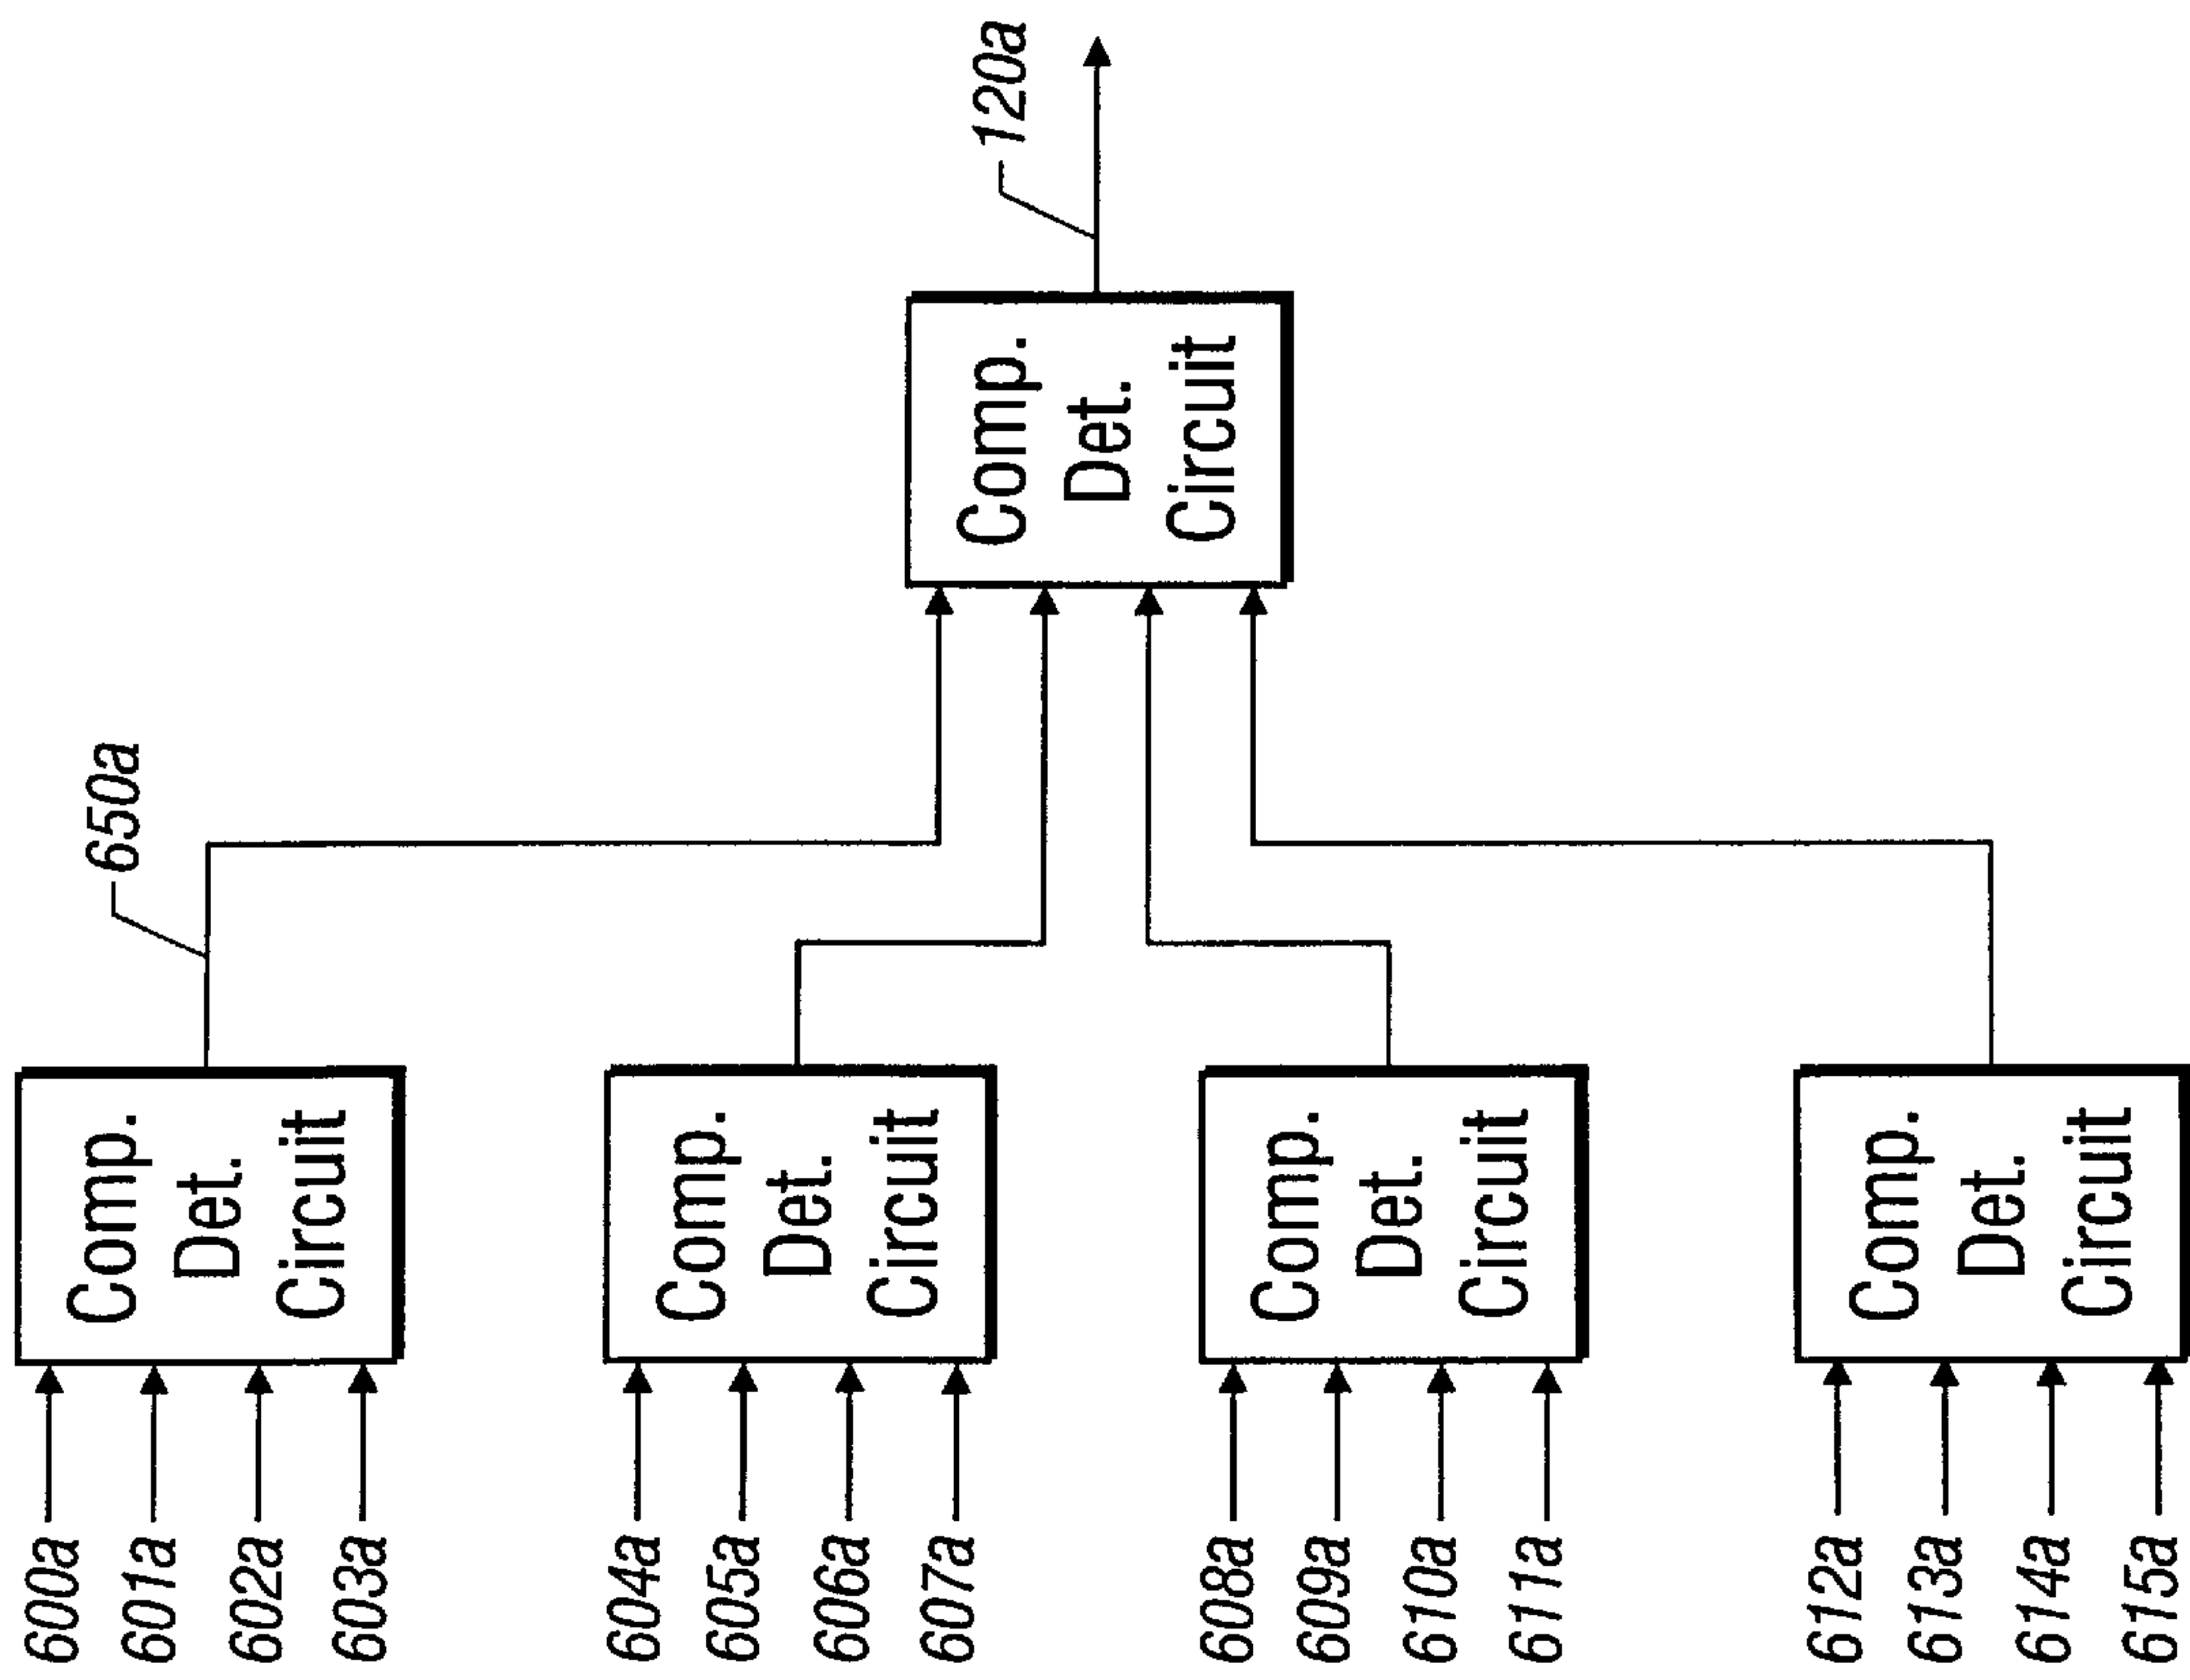 600a
601a
602a
603a
Comp.
Det.
Circuit
650a
604a
605a
606a
607a
Comp.
Det.
Circuit
Comp.
Det.
Circuit
120a
608a
609a
610a
611a
Comp.
Det.
Circuit
612a
613a
614a
615a
Comp.
Det.
Circuit